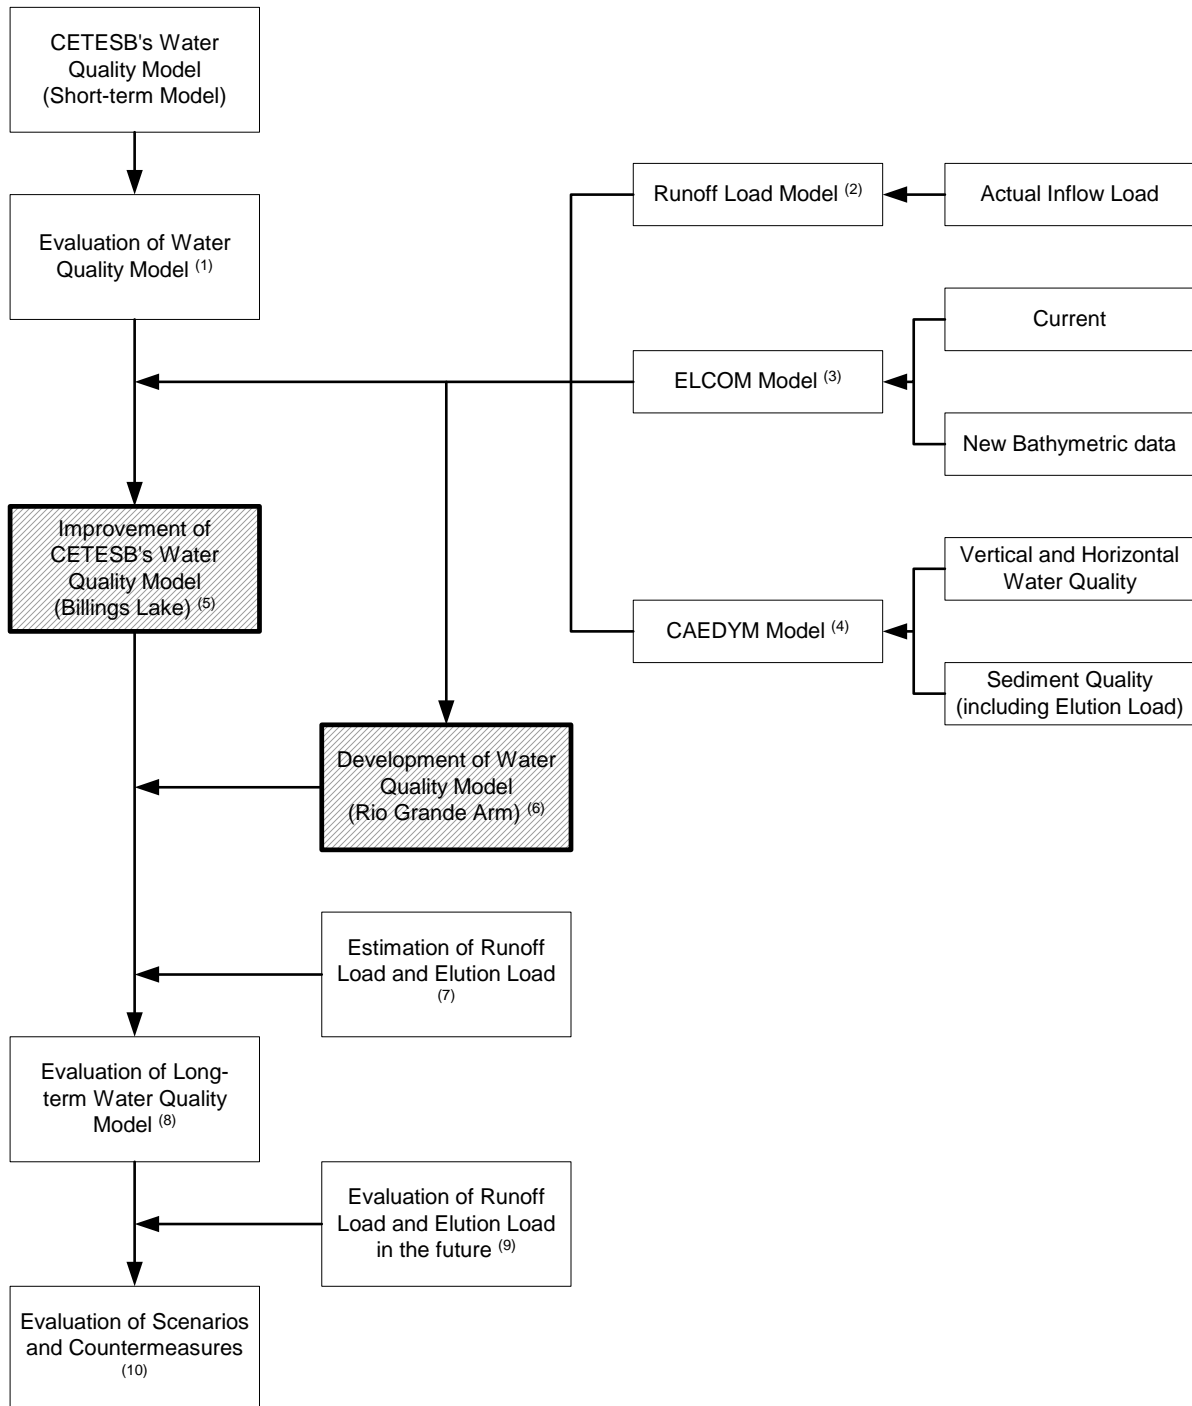 CETESB's Water
Quality Model
(Short-term Model)
Evaluation of Water
Quality Model (1)
Runoff Load Model (2)
Actual Inflow Load
Current
ELCOM Model (3)
New Bathymetric data
Improvement of
CETESB's Water
Quality Model
(Billings Lake) (5)
Vertical and Horizontal
Water Quality
CAEDYM Model (4)
Sediment Quality
(including Elution Load)
Development of Water
Quality Model
(Rio Grande Arm) (6)
Estimation of Runoff
Load and Elution Load
(7)
Evaluation of Long-
term Water Quality
Model (8)
Evaluation of Runoff
Load and Elution Load
in the future (9)
Evaluation of Scenarios
and Countermeasures
(10)